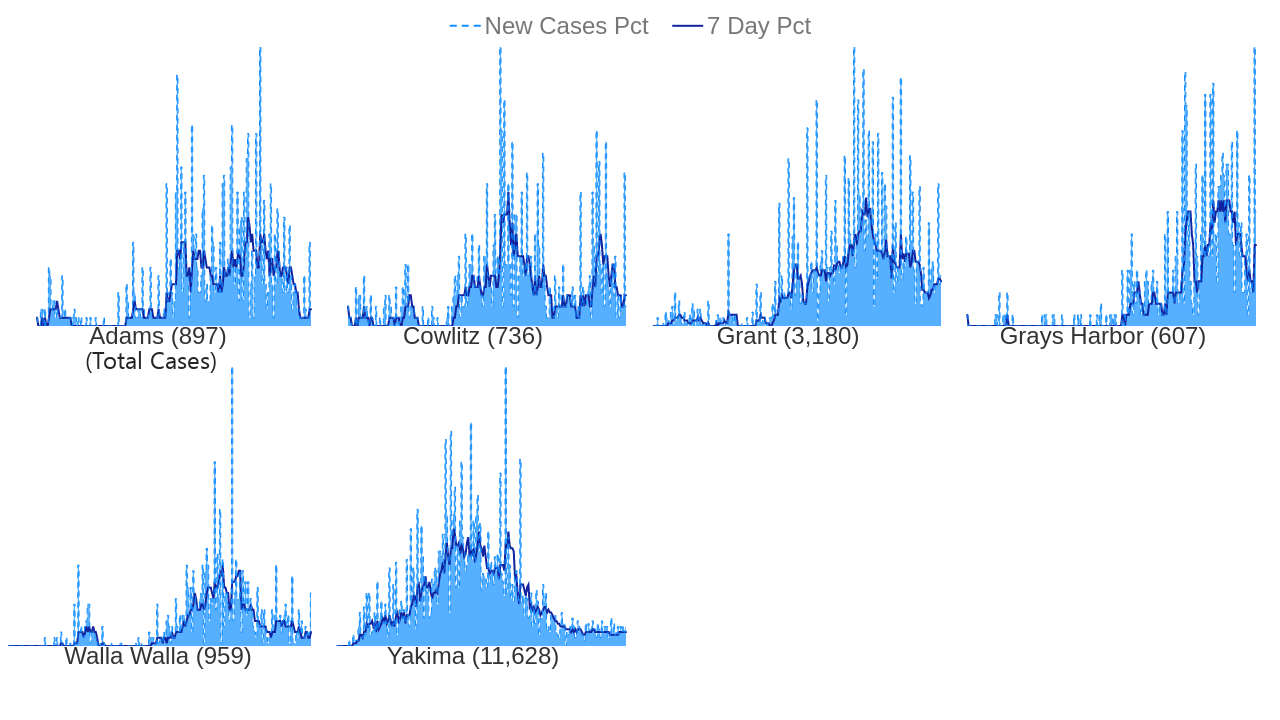 New Cases Pct 7 Day Pct
Adams (897) Cowlitz (736) Grant (3,180) Grays Harbor (607)
(Total Cases)
Walla Walla (959) Yakima (11,628)